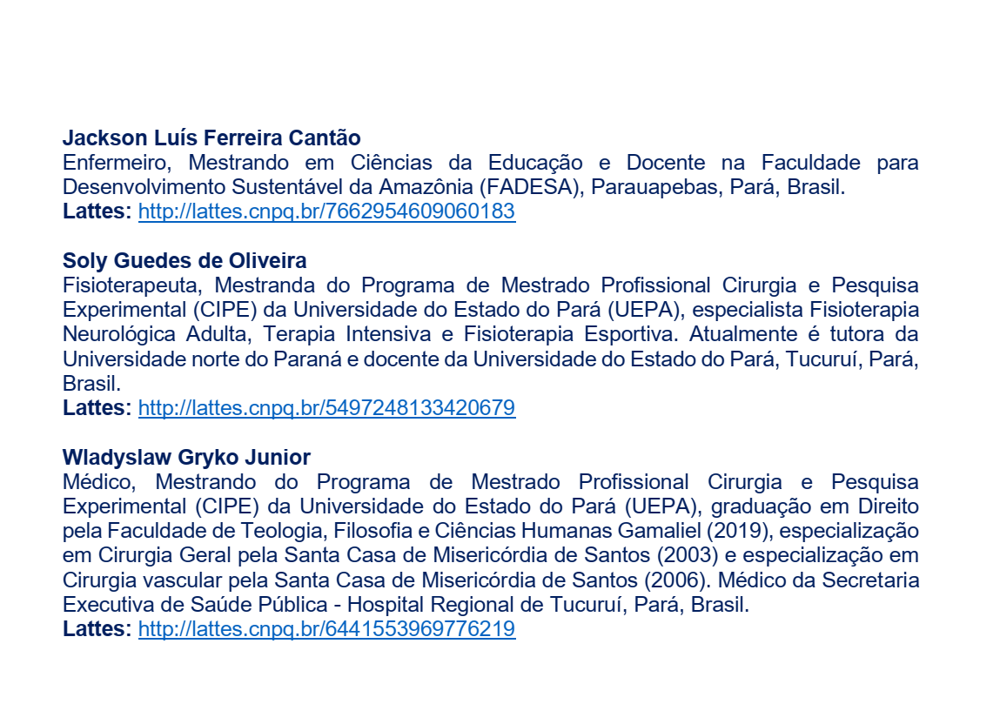 Jackson Luís Ferreira Cantão
Enfermeiro, Mestrando em Ciências da Educação e Docente na Faculdade para
Desenvolvimento Sustentável da Amazônia (FADESA), Parauapebas, Pará, Brasil.
Lattes: http://lattes.cnpq.br/7662954609060183
Soly Guedes de Oliveira
Fisioterapeuta, Mestranda do Programa de Mestrado Profissional Cirurgia e Pesquisa
Experimental (CIPE) da Universidade do Estado do Pará (UEPA), especialista Fisioterapia
Neurológica Adulta, Terapia Intensiva e Fisioterapia Esportiva. Atualmente é tutora da
Universidade norte do Paraná e docente da Universidade do Estado do Pará, Tucuruí, Pará,
Brasil.
Lattes: http://lattes.cnpq.br/5497248133420679
Wladyslaw Gryko Junior
Médico, Mestrando do Programa de Mestrado Profissional Cirurgia e Pesquisa
Experimental (CIPE) da Universidade do Estado do Pará (UEPA), graduação em Direito
pela Faculdade de Teologia, Filosofia e Ciências Humanas Gamaliel (2019), especialização
em Cirurgia Geral pela Santa Casa de Misericórdia de Santos (2003) e especialização em
Cirurgia vascular pela Santa Casa de Misericórdia de Santos (2006). Médico da Secretaria
Executiva de Saúde Pública - Hospital Regional de Tucuruí, Pará, Brasil.
Lattes: http://lattes.cnpq.br/6441553969776219